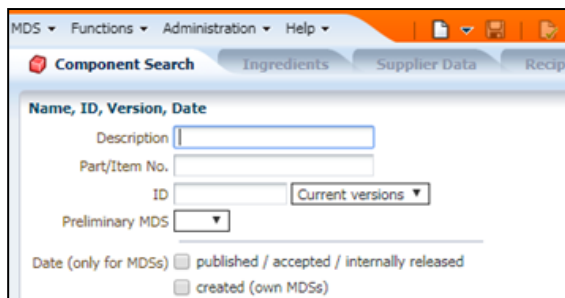 MDS Functions Administration Help
Component Search Ingredients Supplier Data Recip
Name, ID, Version, Date
Description
Part/Item No.
ID Current versions
Preliminary MDS
Date (only for MDSs) published / accepted / internally released
created (own MDSs)